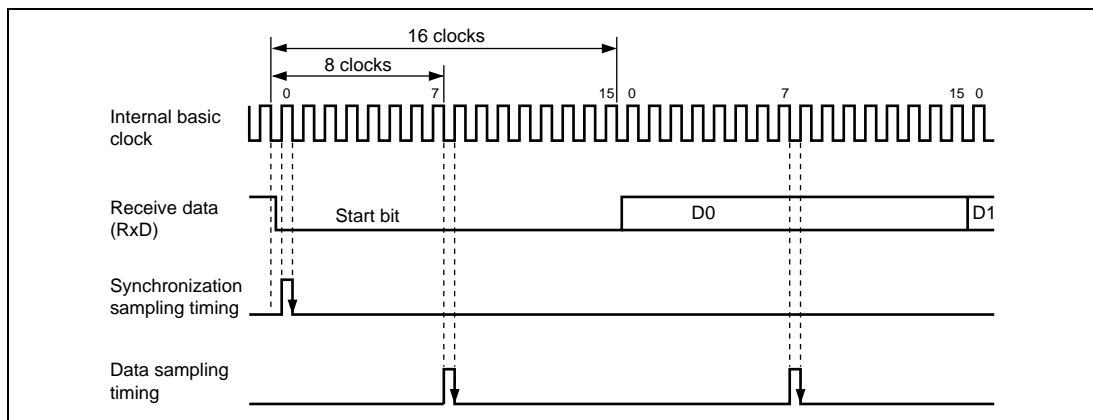 16 clocks
8 clocks
0 7 15 0 7 15 0
Internal basic
clock
Receive data
(RxD)
Start bit
D0
D1
Synchronization
sampling timing
Data sampling
timing